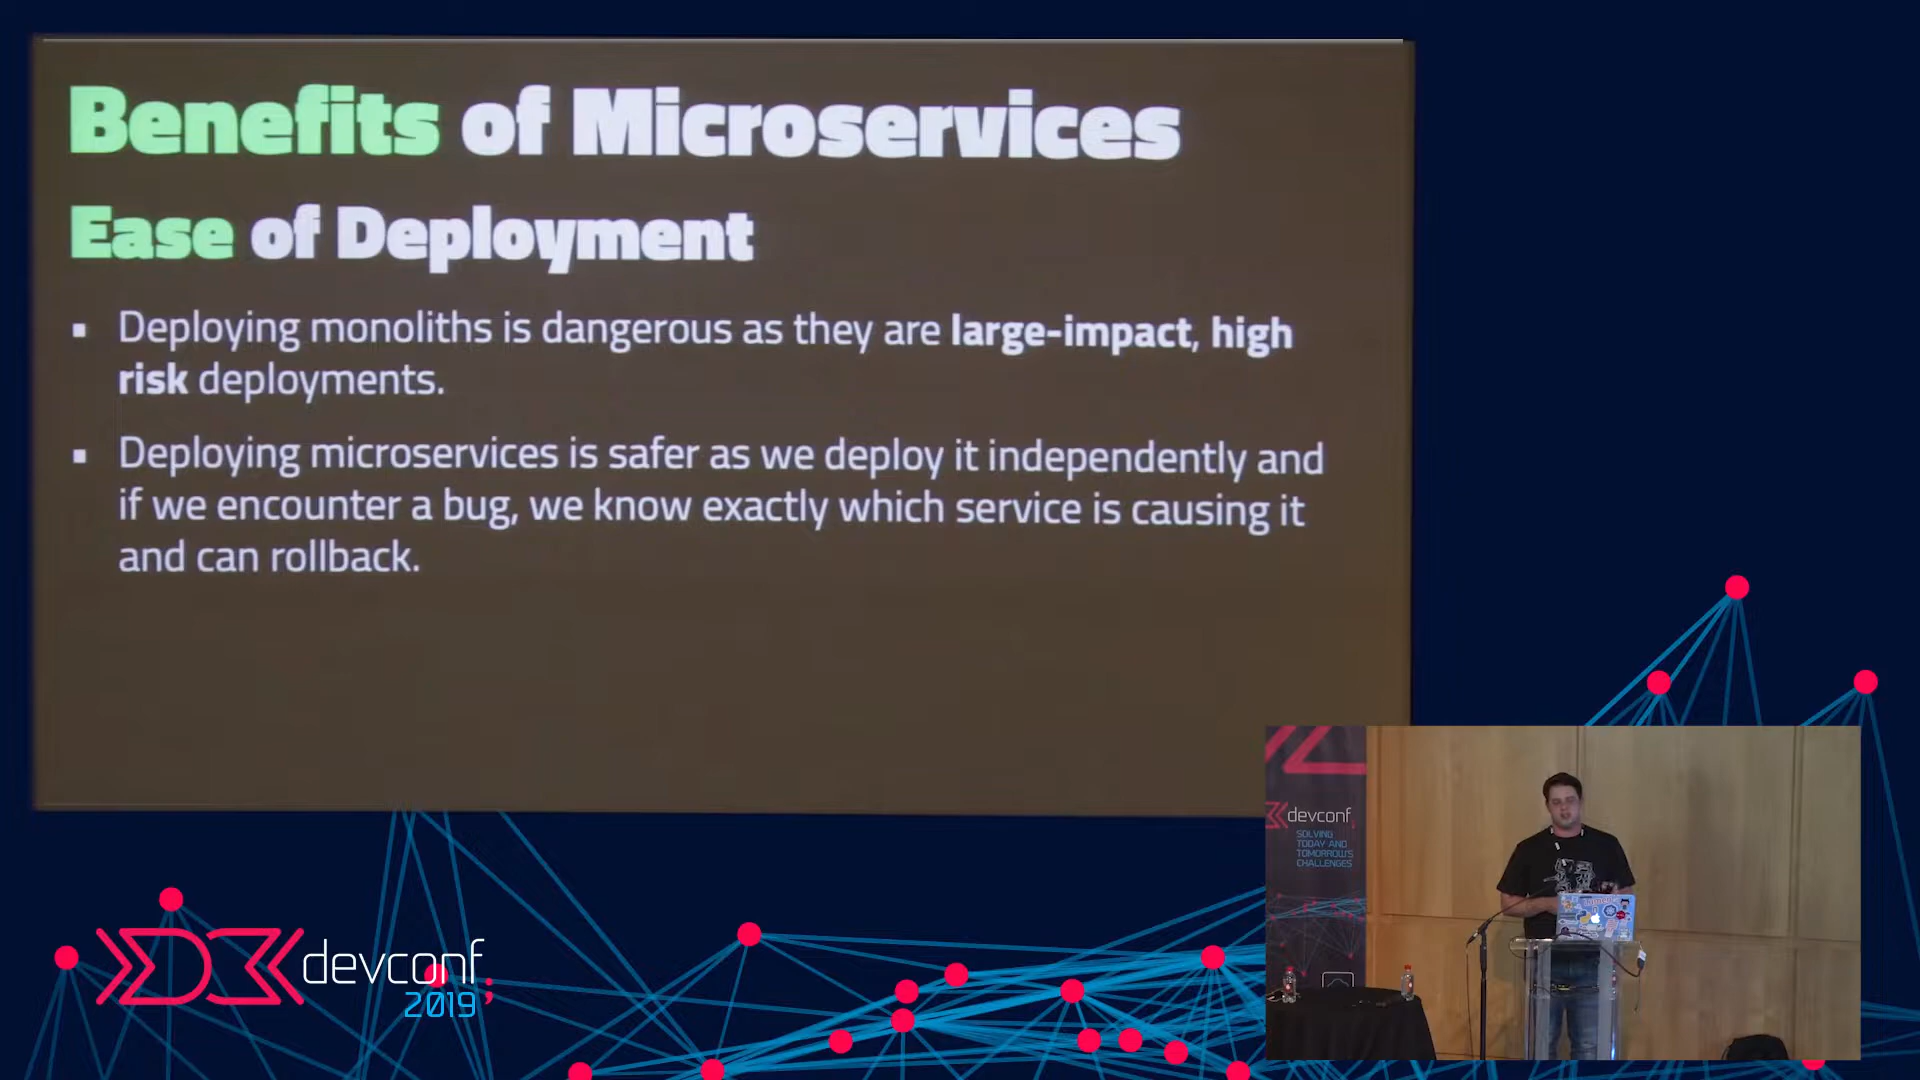 Benefits of Microservices
Ease of Deployment
▪ Deploying monoliths is dangerous as they are large-impact, high
risk deployments.
▪ Deploying microservices is safer as we deploy it independently and
if we encounter a bug, we know exactly which service is causing it
and can rollback.
devconf;
2019
devconf;
SOLVING
TODAY AND
TOMORROW'S
CHALLENGES